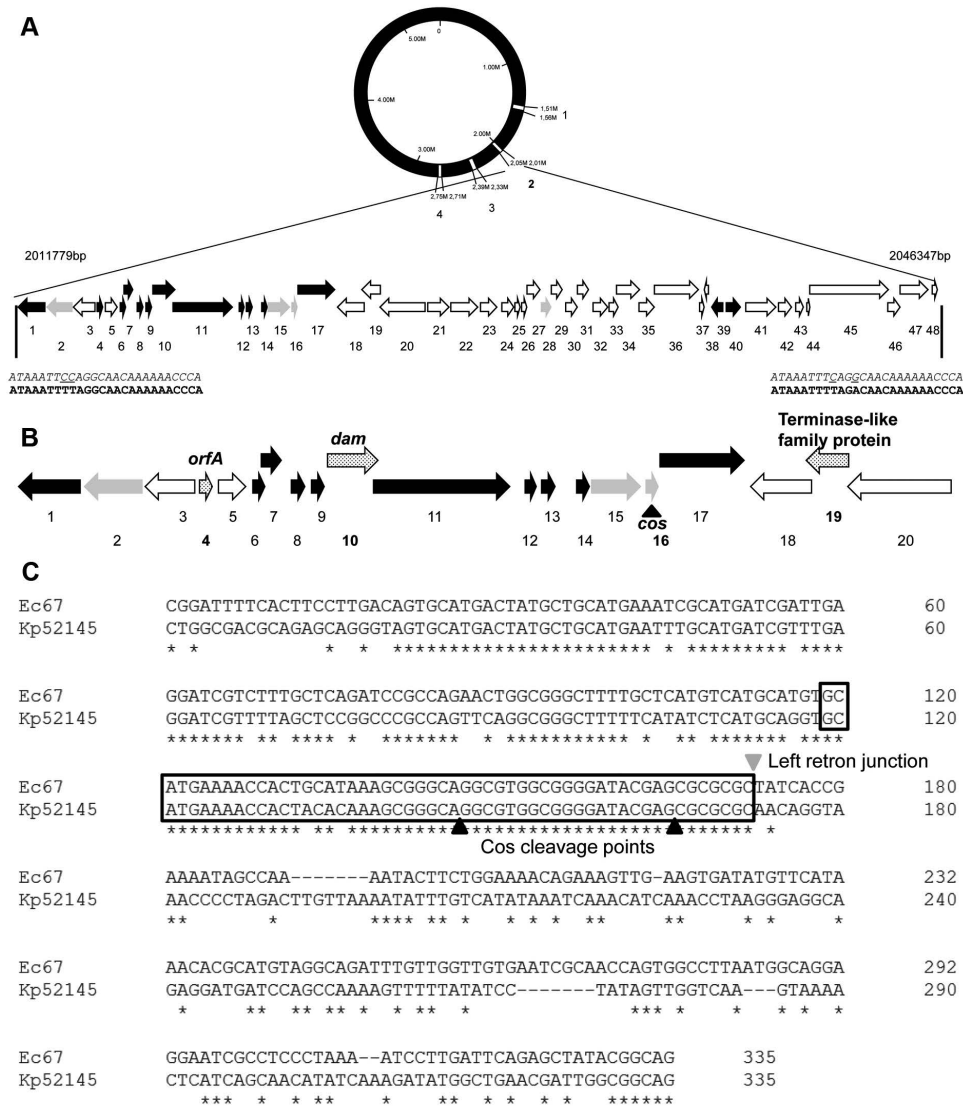 A
0
5.00M
1.00M
4.00M
1,51M
1,56M
1
2.00M
3.00M
2,05M 2,01M
2
2,39M 2,33M
3
2,75M 2,71M
4
2011779bp
2046347bp
1 3 5 7 9 11 13 15 17 19 21 23 25 27 29 31 33 35 37 39 41 43 45 47 48
2 4 6 8 10 12 14 16 18 20 22 24 26 28 30 32 34 36 38 40 42 44 46
ATAAATTCCAGGCAACAAAAAACCCA
ATAAATTTTAGGCAACAAAAAACCCA
ATAAATTTCAGGCAACAAAAAACCCA
ATAAATTTTAGACAACAAAAAACCCA
B
orfA
dam
Terminase-like
family protein
cos
1 3 5 7 9 11 13 15 17 19
2 4 6 8 10 12 14 16 18 20
C
Ec67 CGGATTTTCACTTCCTTGACAGTGCATGACTATGCTGCATGAAATCGCATGATCGATTGA 60
Kp52145 CTGGCGACGCAGAGCAGGGTAGTGCATGACTATGCTGCATGAATTTGCATGATCGTTTGA 60
Ec67 GGATCGTCTTTGCTCAGATCCGCCAGAACTGGCGGGCTTTTGCTCATGTCATGCATGTGC 120
Kp52145 GGATCGTTTTAGCTCCGGCCCGCCAGTTCAGGCGGGCTTTTTCATATCTCATGCAGGTGC 120
Left retron junction
Ec67 ATGAAAACCACTGCATAAAGCGGGCAGGCGTGGCGGGGATACGAGCGCGCGCTATCACCG 180
Kp52145 ATGAAAACCACTACACAAAGCGGGCAGGCGTGGCGGGGATACGAGCGCGCGCAACAGGTA 180
Cos cleavage points
Ec67 AAAATAGCCAA-------AATACTTCTGGAAAACAGAAAGTTG-AAGTGATATGTTCATA 232
Kp52145 AACCCCTAGACTTGTTAAAATATTTGTCATATAAATCAAACATCAAACCTAAGGGAGGCA 240
Ec67 AACACGCATGTAGGCAGATTTGTTGGTTGTGAATCGCAACCAGTGGCCTTAATGGCAGGA 292
Kp52145 GAGGATGATCCAGCCAAAAGTTTTTATATCC-------TATAGTTGGTCAA---GTAAAA 290
Ec67 GGAATCGCCTCCCTAAA--ATCCTTGATTCAGAGCTATACGGCAG 335
Kp52145 CTCATCAGCAACATATCAAAGATATGGCTGAACGATTGGCGGCAG 335